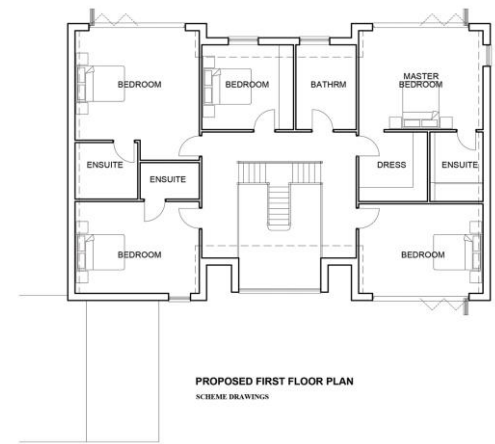 BEDROOM
BEDROOM
BATHRM
MASTER
BEDROOM
ENSUITE
ENSUITE
DRESS
ENSUITE
BEDROOM
BEDROOM
PROPOSED FIRST FLOOR PLAN
SCHEME DRAWINGS